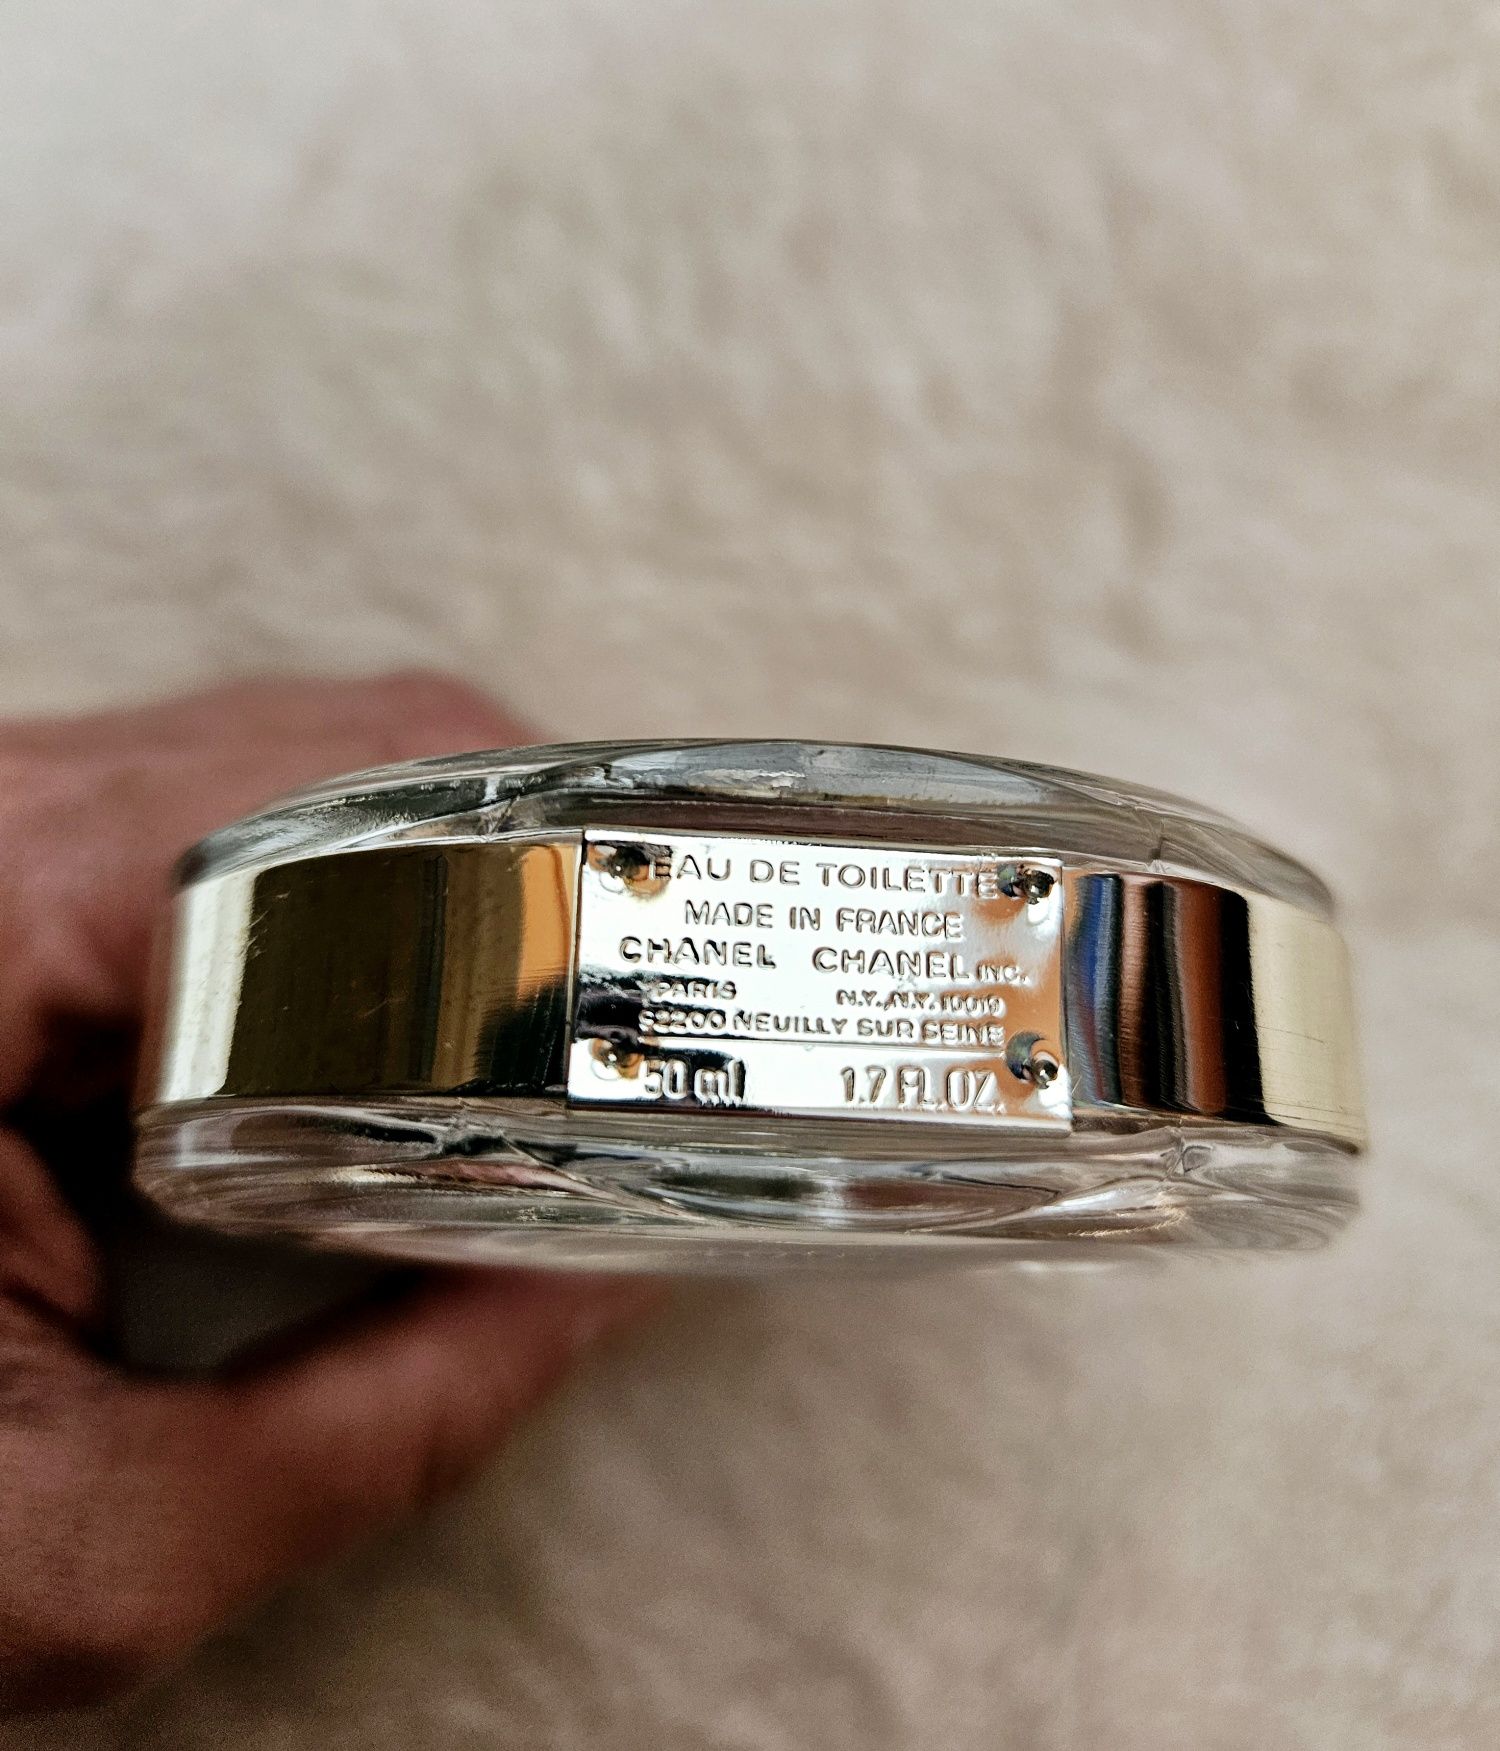 EAU DE TOILETTE
MADE IN FRANCE
CHANEL CHANEL INC.
PARIS N.Y., N.Y. 10019
92200 NEUILLY SUR SEINE
50 ml 1.7 FL.OZ.